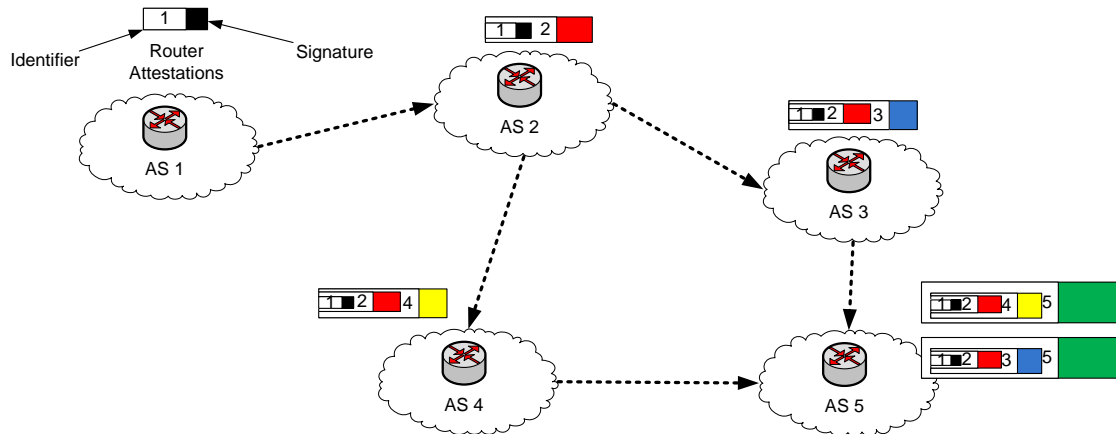 1
Identifier
Signature
Router
Attestations
AS 1
1 2
AS 2
1 2 3
AS 3
1 2 4
AS 4
1 2 4 5
1 2 3 5
AS 5